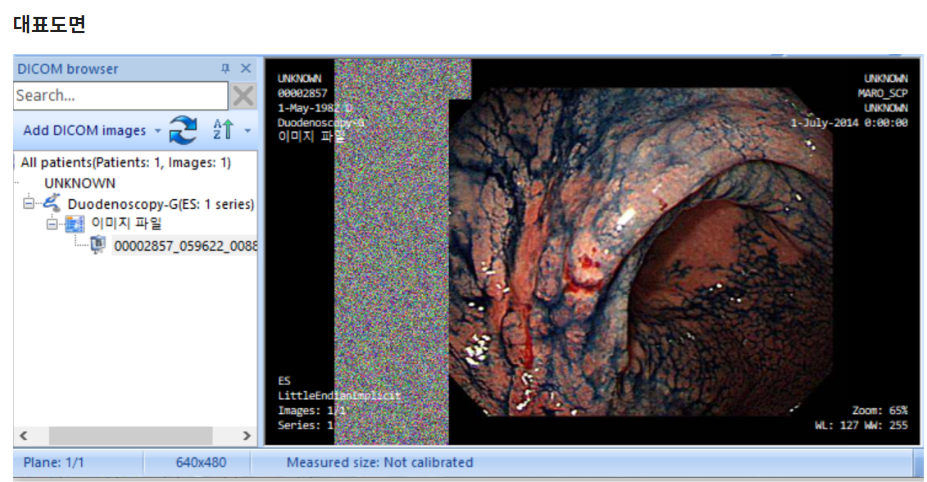 대표도면
DICOM browser
Search...
Add DICOM images
A
Z
All patients(Patients: 1, Images: 1)
UNKNOWN
Duodenoscopy-G(ES: 1 series)
이미지 파일
00002857_059622_0088
UNKNOWN
00002857
1-May-1982
Duodenoscopy-G
이미지 파일
UNKNOWN
MARO_SCP
UNKNOWN
1-July-2014 0:00:00
ES
LittleEndianImplicit
Images: 1/1
Series: 1
Zoom: 65%
WL: 127 WW: 255
Plane: 1/1
640x480
Measured size: Not calibrated